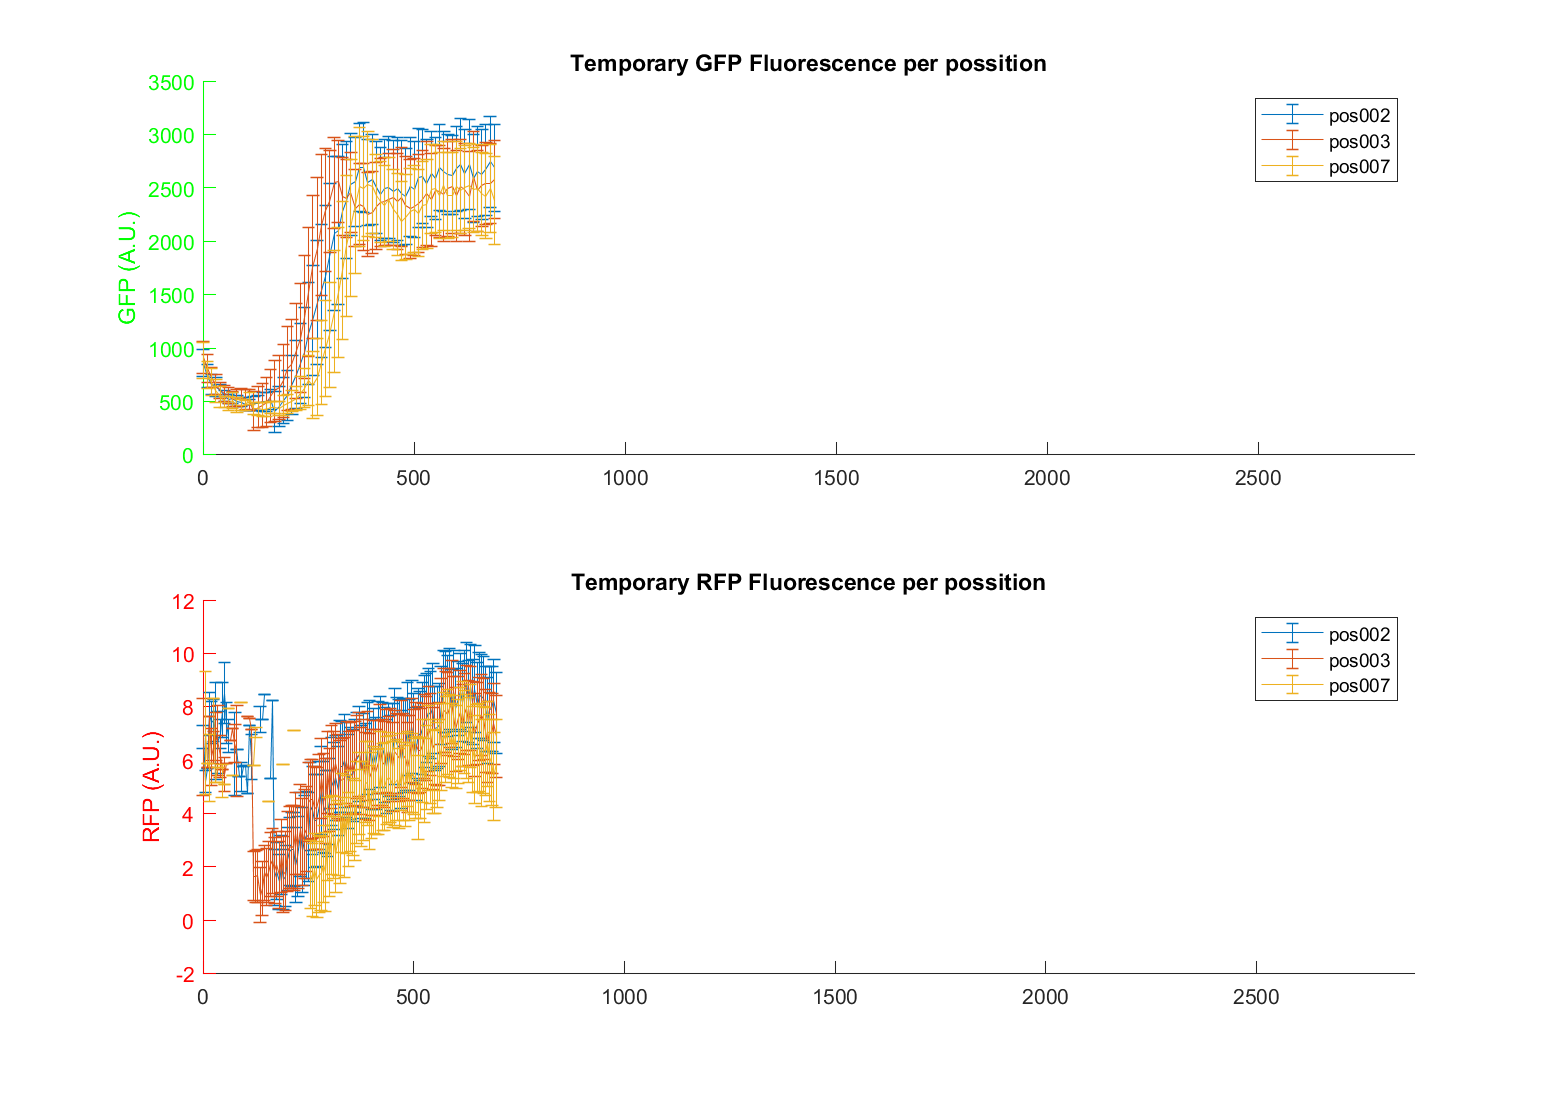 Temporary GFP Fluorescence per possition
GFP (A.U.)
3500
3000
2500
2000
1500
1000
500
0
0 500 1000 1500 2000 2500
pos002
pos003
pos007
Temporary RFP Fluorescence per possition
RFP (A.U.)
12
10
8
6
4
2
0
-2
0 500 1000 1500 2000 2500
pos002
pos003
pos007